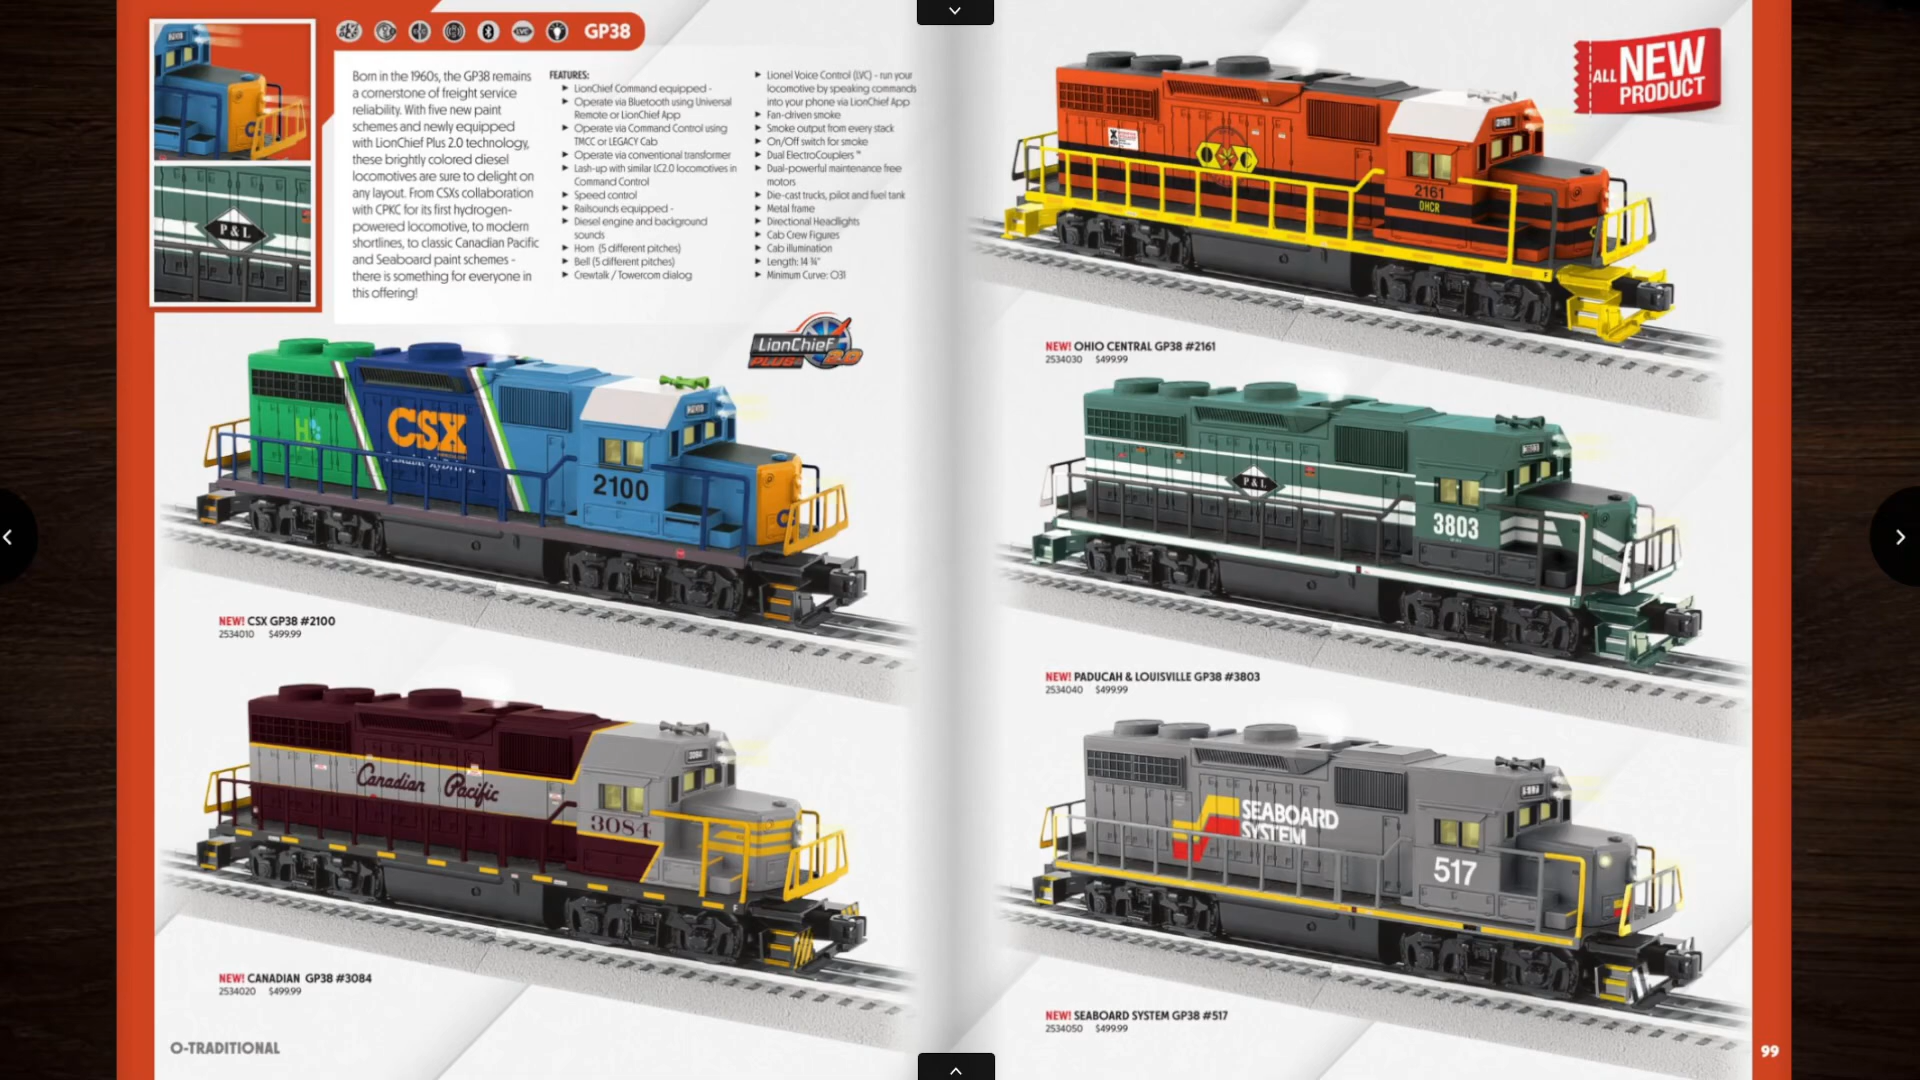 GP38
Born in the 1960s, the GP38 remains
a cornerstone of freight service
reliability. With five new paint
schemes and newly equipped
with LionChief Plus 2.0 technology,
these brightly colored diesel
locomotives are sure to delight on
any layout. From CSXs collaboration
with CPKC for its first hydrogen-
powered locomotive, to modern
shortlines, to classic Canadian Pacific
and Seaboard paint schemes -
there is something for everyone in
this offering!
FEATURES:
► LionChief Command equipped -
► Operate via Bluetooth using Universal
Remote or LionChief App
► Operate via Command Control using
TMCC or LEGACY Cab
► Operate via conventional transformer
► Lash-up with similar LC2.0 locomotives in
Command Control
► Speed control
► Railsounds equipped -
► Diesel engine and background
sounds
► Horn (5 different pitches)
► Bell (5 different pitches)
► Crewtalk / Towercom dialog
► Lionel Voice Control (LVC) - run your
locomotive by speaking commands
into your phone via LionChief App
► Fan-driven smoke
► Smoke output from every stack
► On/Off switch for smoke
► Dual ElectroCouplers™
► Dual-powerful maintenance free
motors
► Die-cast trucks, pilot and fuel tank
► Metal frame
► Directional Headlights
► Cab Crew Figures
► Cab illumination
► Length: 14 ¾"
► Minimum Curve: O31
P&L
LionChief
PLUS 2.0
CSX
2100
NEW! CSX GP38 #2100
2534010 $499.99
Canadian Pacific
3084
NEW! CANADIAN GP38 #3084
2534020 $499.99
O-TRADITIONAL
ALL NEW
PRODUCT
2161
2161
OHCR
NEW! OHIO CENTRAL GP38 #2161
2534030 $499.99
P&L
3803
NEW! PADUCAH & LOUISVILLE GP38 #3803
2534040 $499.99
SEABOARD
SYSTEM
517
517
NEW! SEABOARD SYSTEM GP38 #517
2534050 $499.99
99